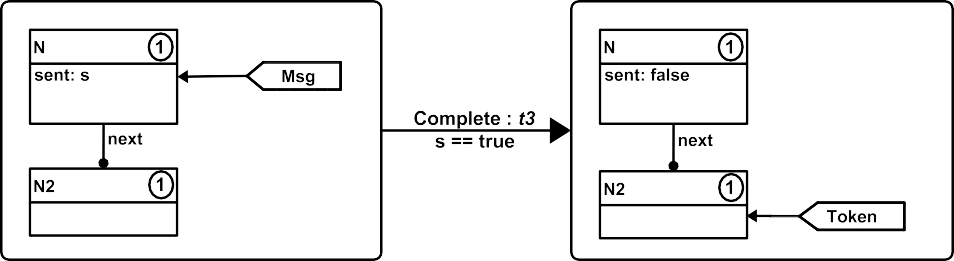 N 1
sent: s
Msg
next
N2 1
Complete : t3
s == true
N 1
sent: false
next
N2 1
Token